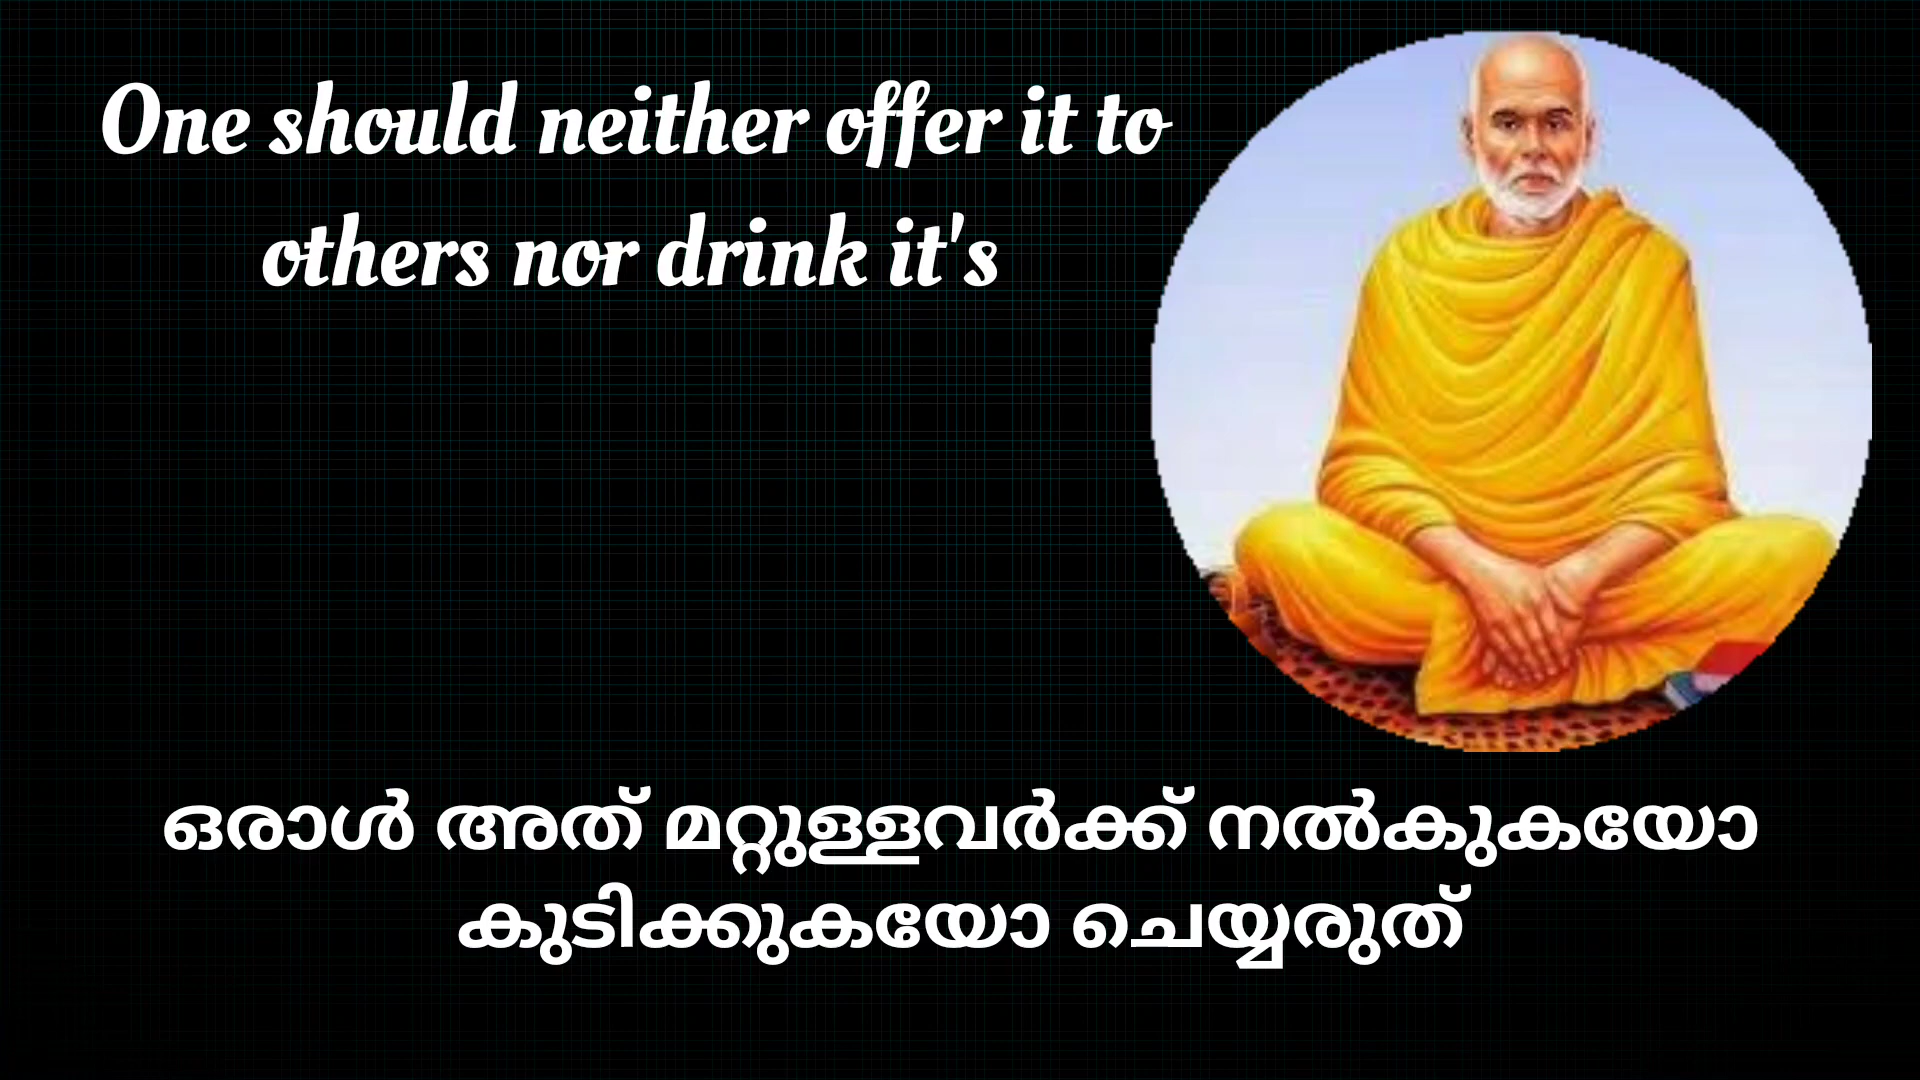 One should neither offer it to
others nor drink it's
ഒരാൾ അത് മറ്റുള്ളവർക്ക് നൽകുകയോ
കുടിക്കുകയോ ചെയ്യരുത്